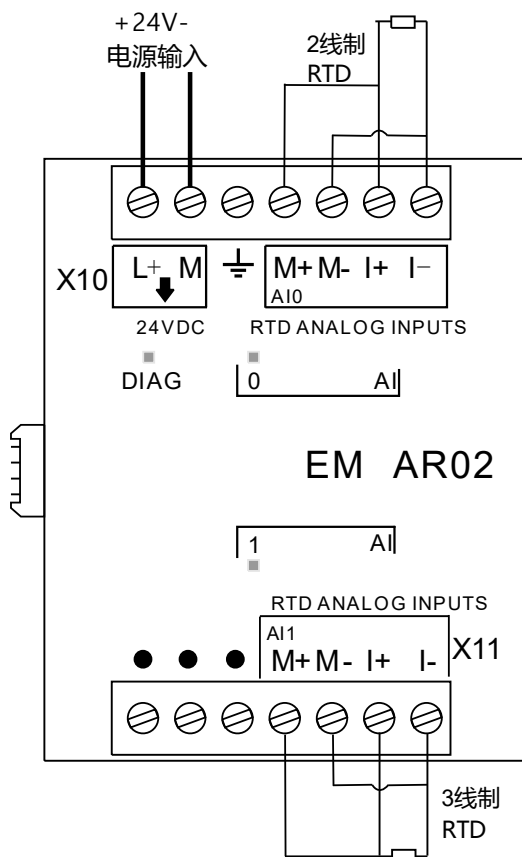 +24V-
电源输入
2线制
RTD
X10
L+ M
M+ M- I+ I-
AI0
24VDC
RTD ANALOG INPUTS
DIAG
0 AI
EM AR02
1 AI
RTD ANALOG INPUTS
AI1
M+ M- I+ I-
X11
3线制
RTD